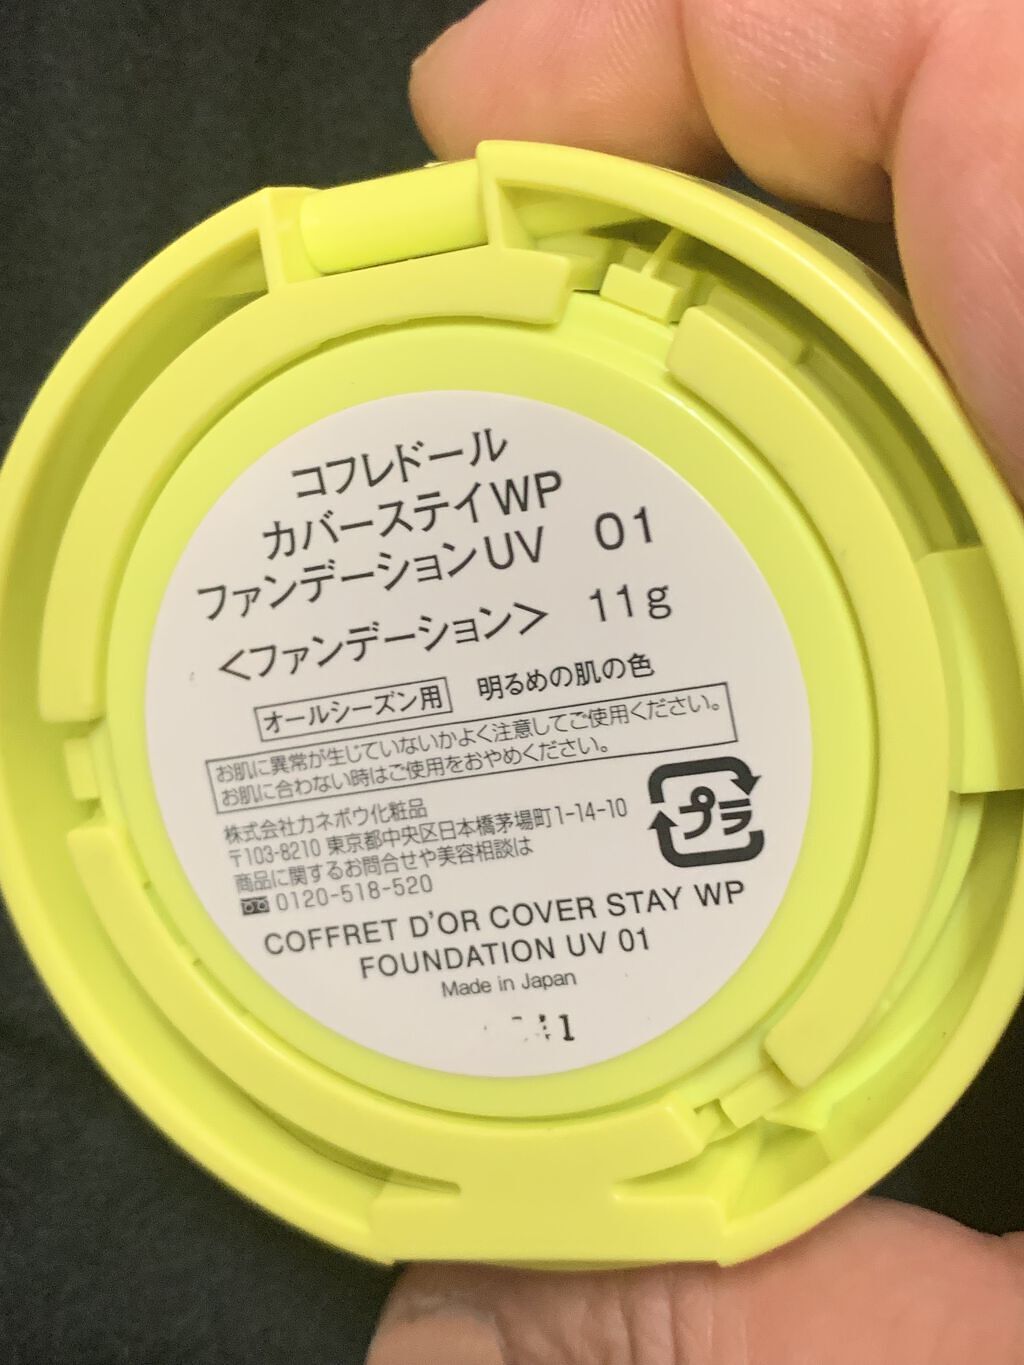 コフレドール
カバーステイWP
ファンデーションUV 01
<ファンデーション> 11g
オールシーズン用 明るめの肌の色
お肌に異常が生じていないかよく注意してご使用ください。
お肌に合わない時はご使用をおやめください。
株式会社カネボウ化粧品
〒103-8210 東京都中央区日本橋茅場町1-14-10
商品に関するお問合せや美容相談は
0120-518-520
プラ
COFFRET D'OR COVER STAY WP
FOUNDATION UV 01
Made in Japan